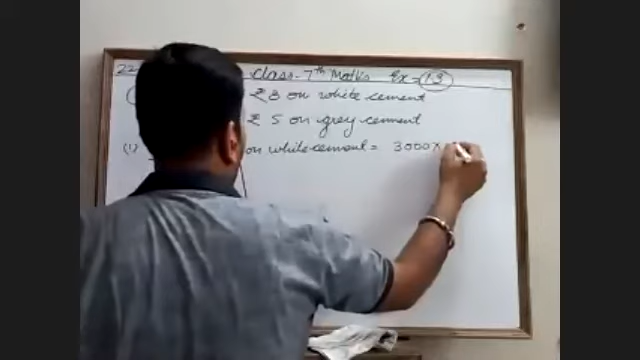 22 Class-7th Maths Ex-1.3
₹8 on white cement
₹5 on grey cement
(1) on white cement = 3000×